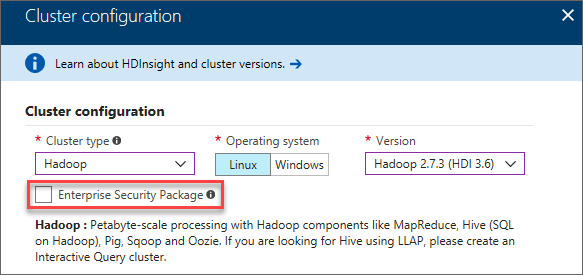 Cluster configuration
Learn about HDInsight and cluster versions. →
Cluster configuration
* Cluster type * Operating system * Version
Hadoop Linux Windows Hadoop 2.7.3 (HDI 3.6)
Enterprise Security Package
Hadoop : Petabyte-scale processing with Hadoop components like MapReduce, Hive (SQL
on Hadoop), Pig, Sqoop and Oozie. If you are looking for Hive using LLAP, please create an
Interactive Query cluster.